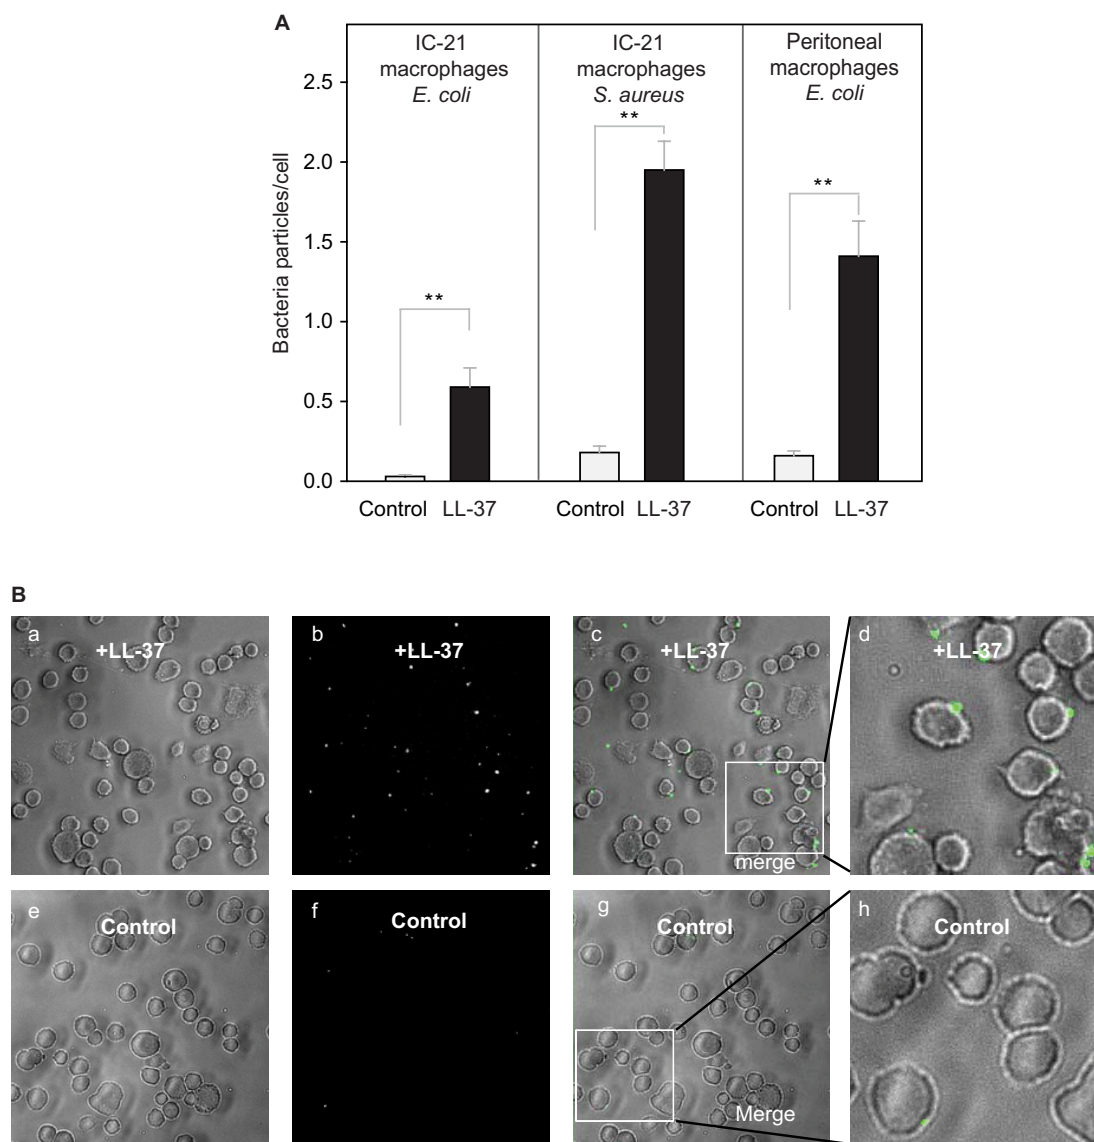 A
IC-21
macrophages
E. coli
IC-21
macrophages
S. aureus
Peritoneal
macrophages
E. coli
Bacteria particles/cell
2.5
2.0
1.5
1.0
0.5
0.0
**
**
**
Control LL-37
Control LL-37
Control LL-37
B
a
+LL-37
b
+LL-37
c
+LL-37
merge
d
+LL-37
e
Control
f
Control
g
Control
Merge
h
Control